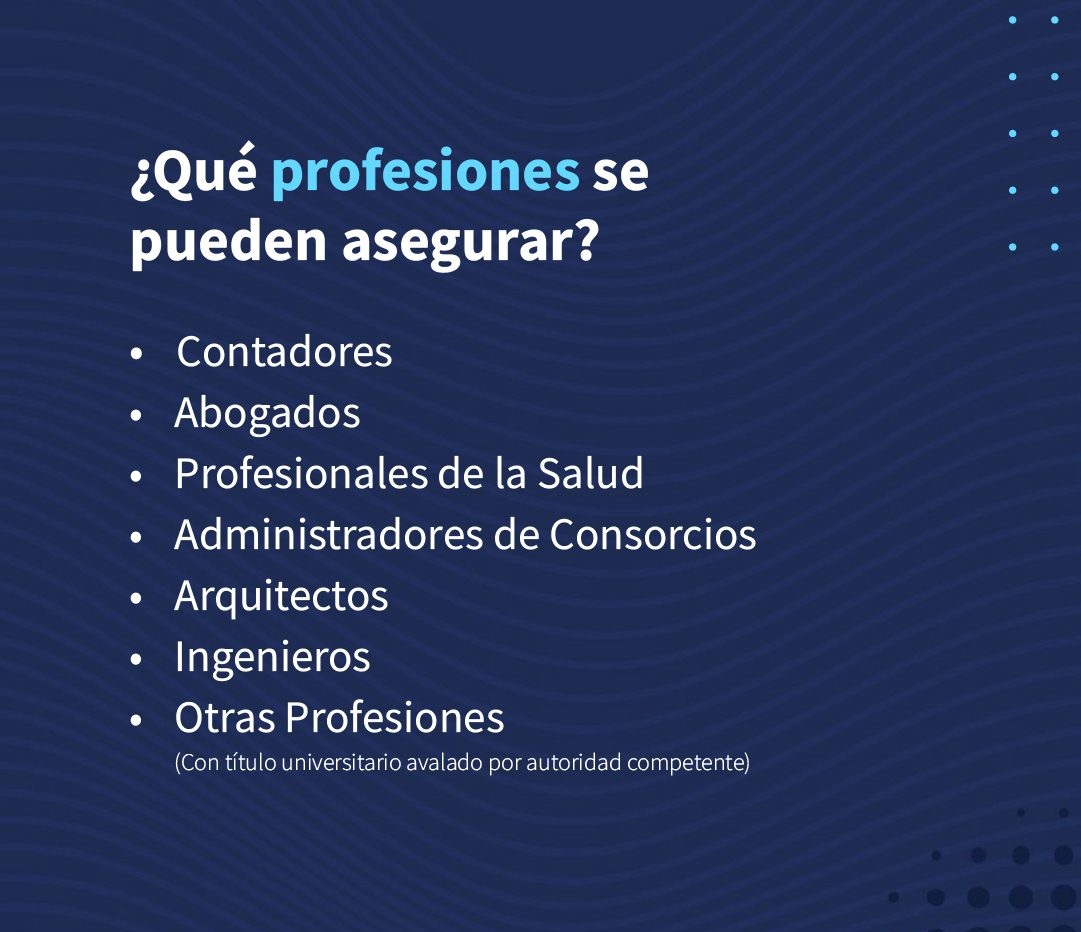 ¿Qué profesiones se
pueden asegurar?
• Contadores
• Abogados
• Profesionales de la Salud
• Administradores de Consorcios
• Arquitectos
• Ingenieros
• Otras Profesiones
(Con título universitario avalado por autoridad competente)